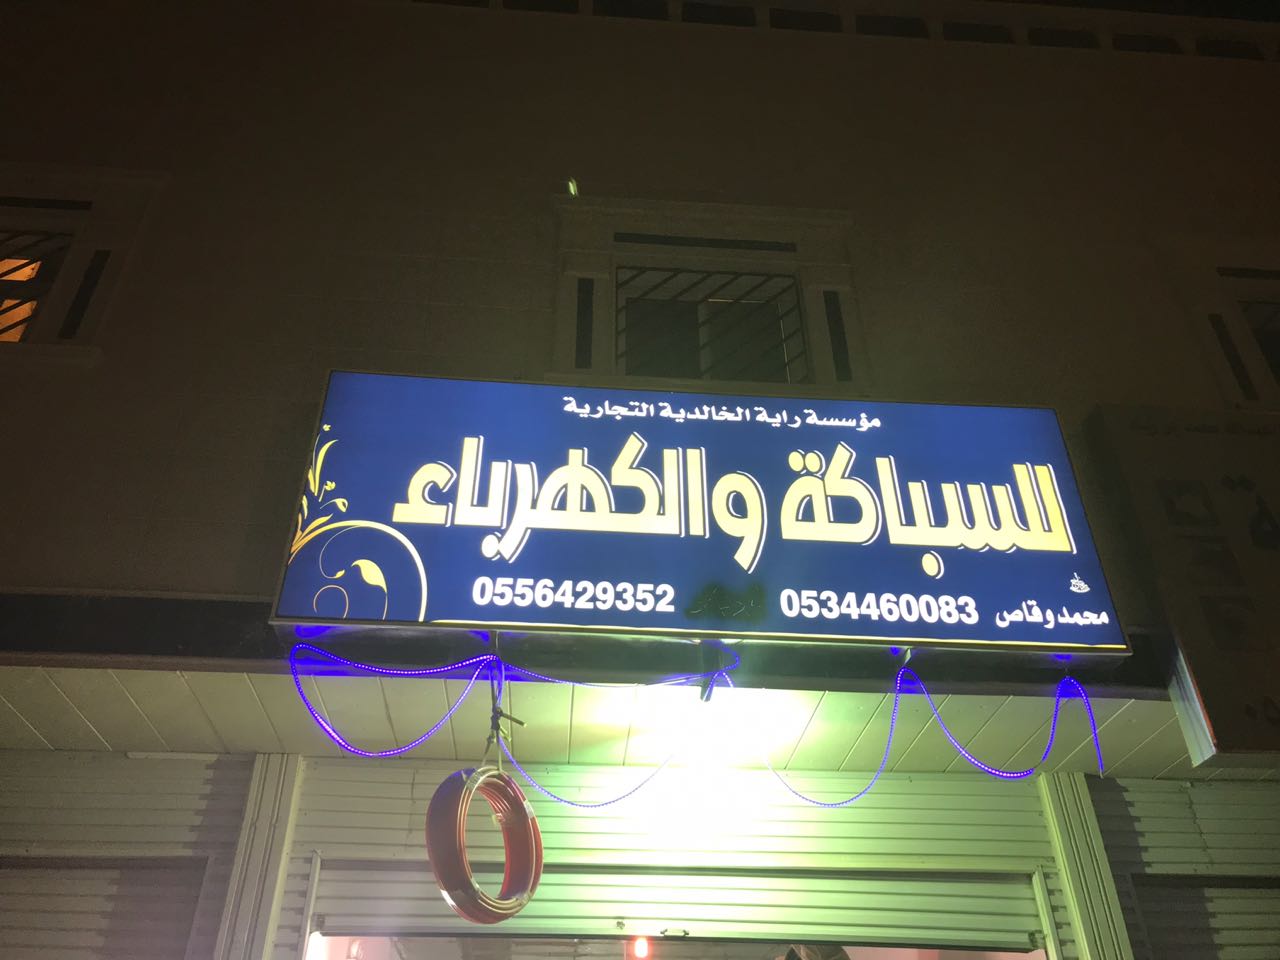 مؤسسة راية الخالدية التجارية
للسباكة والكهرباء
محمد وقاص 0534460083 0556429352